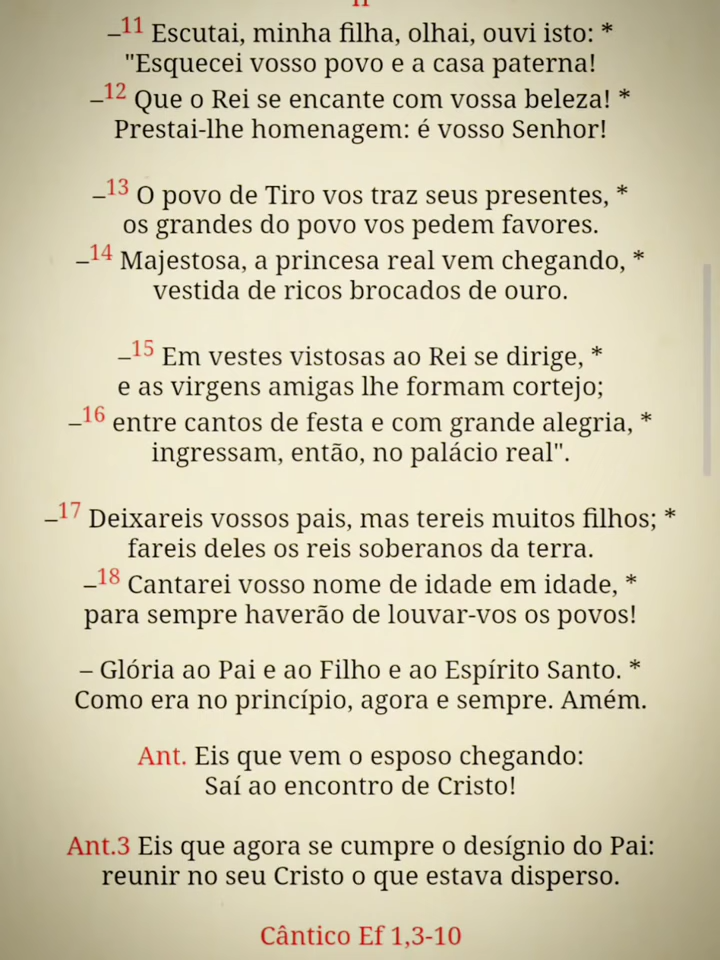 II
–11 Escutai, minha filha, olhai, ouvi isto: *
"Esquecei vosso povo e a casa paterna!
–12 Que o Rei se encante com vossa beleza! *
Prestai-lhe homenagem: é vosso Senhor!
–13 O povo de Tiro vos traz seus presentes, *
os grandes do povo vos pedem favores.
–14 Majestosa, a princesa real vem chegando, *
vestida de ricos brocados de ouro.
–15 Em vestes vistosas ao Rei se dirige, *
e as virgens amigas lhe formam cortejo;
–16 entre cantos de festa e com grande alegria, *
ingressam, então, no palácio real".
–17 Deixareis vossos pais, mas tereis muitos filhos; *
fareis deles os reis soberanos da terra.
–18 Cantarei vosso nome de idade em idade, *
para sempre haverão de louvar-vos os povos!
– Glória ao Pai e ao Filho e ao Espírito Santo. *
Como era no princípio, agora e sempre. Amém.
Ant. Eis que vem o esposo chegando:
Saí ao encontro de Cristo!
Ant.3 Eis que agora se cumpre o desígnio do Pai:
reunir no seu Cristo o que estava disperso.
Cântico Ef 1,3-10